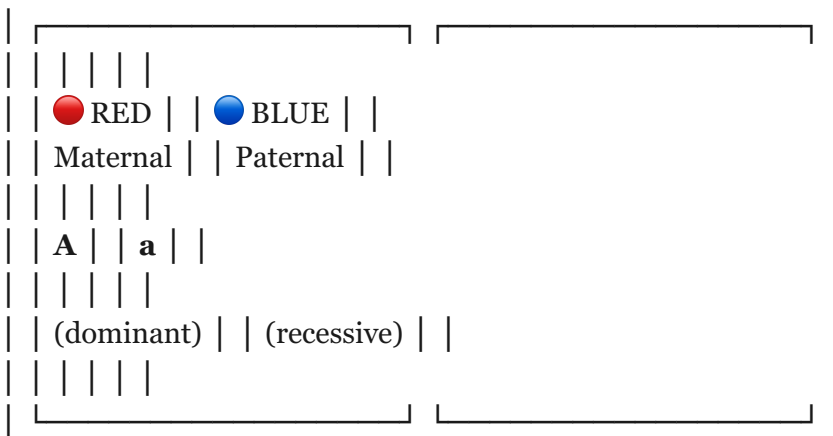 │ ┌──────────────────┐ ┌──────────────────┐
│ │ │ │ │ │
│ │ 🔴 RED │ │ 🔵 BLUE │ │
│ │ Maternal │ │ Paternal │ │
│ │ │ │ │ │
│ │ A │ │ a │ │
│ │ │ │ │ │
│ │ (dominant) │ │ (recessive) │ │
│ │ │ │ │ │
│ └──────────────────┘ └──────────────────┘